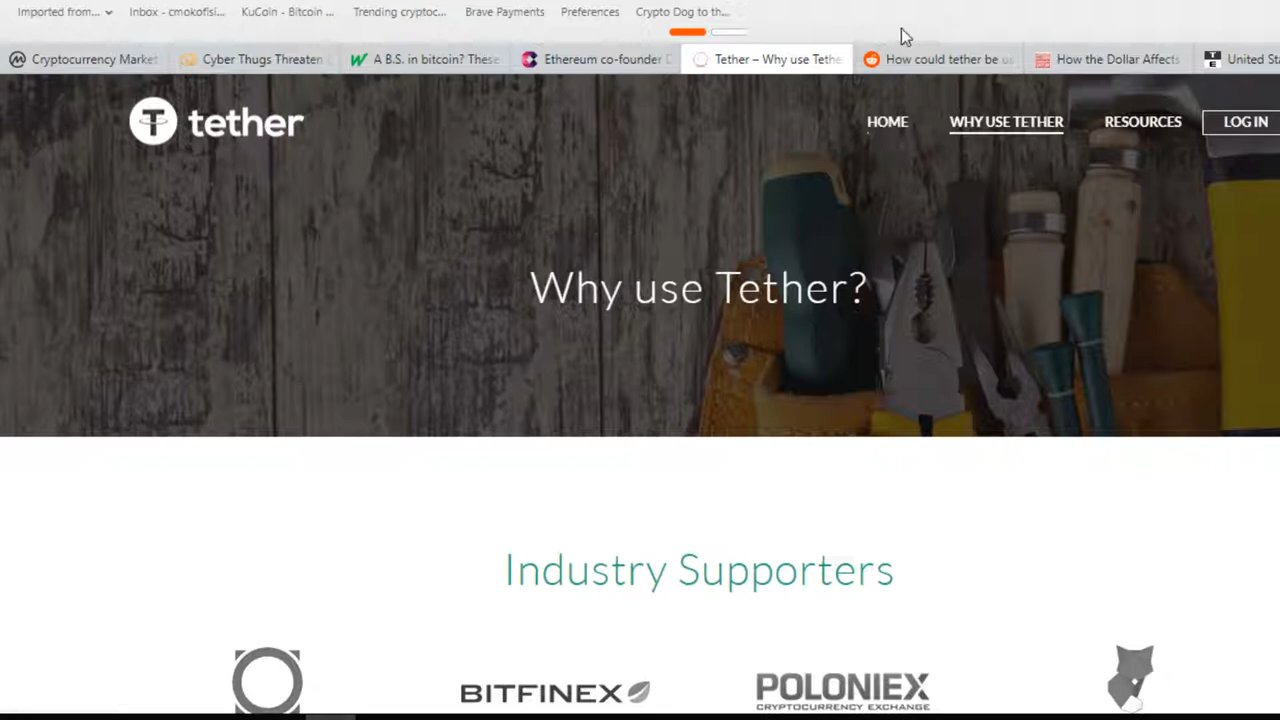 Imported from...
Inbox - cmokofisi...
KuCoin - Bitcoin ...
Trending cryptoc...
Brave Payments
Preferences
Crypto Dog to th...
Cryptocurrency Market
Cyber Thugs Threaten
A B.S. in bitcoin? These
Ethereum co-founder
Tether – Why use Tethe
How could tether be us
How the Dollar Affects
United Sta
T
tether
HOME
WHY USE TETHER
RESOURCES
LOG IN
Why use Tether?
Industry Supporters
BITFINEX
POLONIEX
CRYPTOCURRENCY EXCHANGE